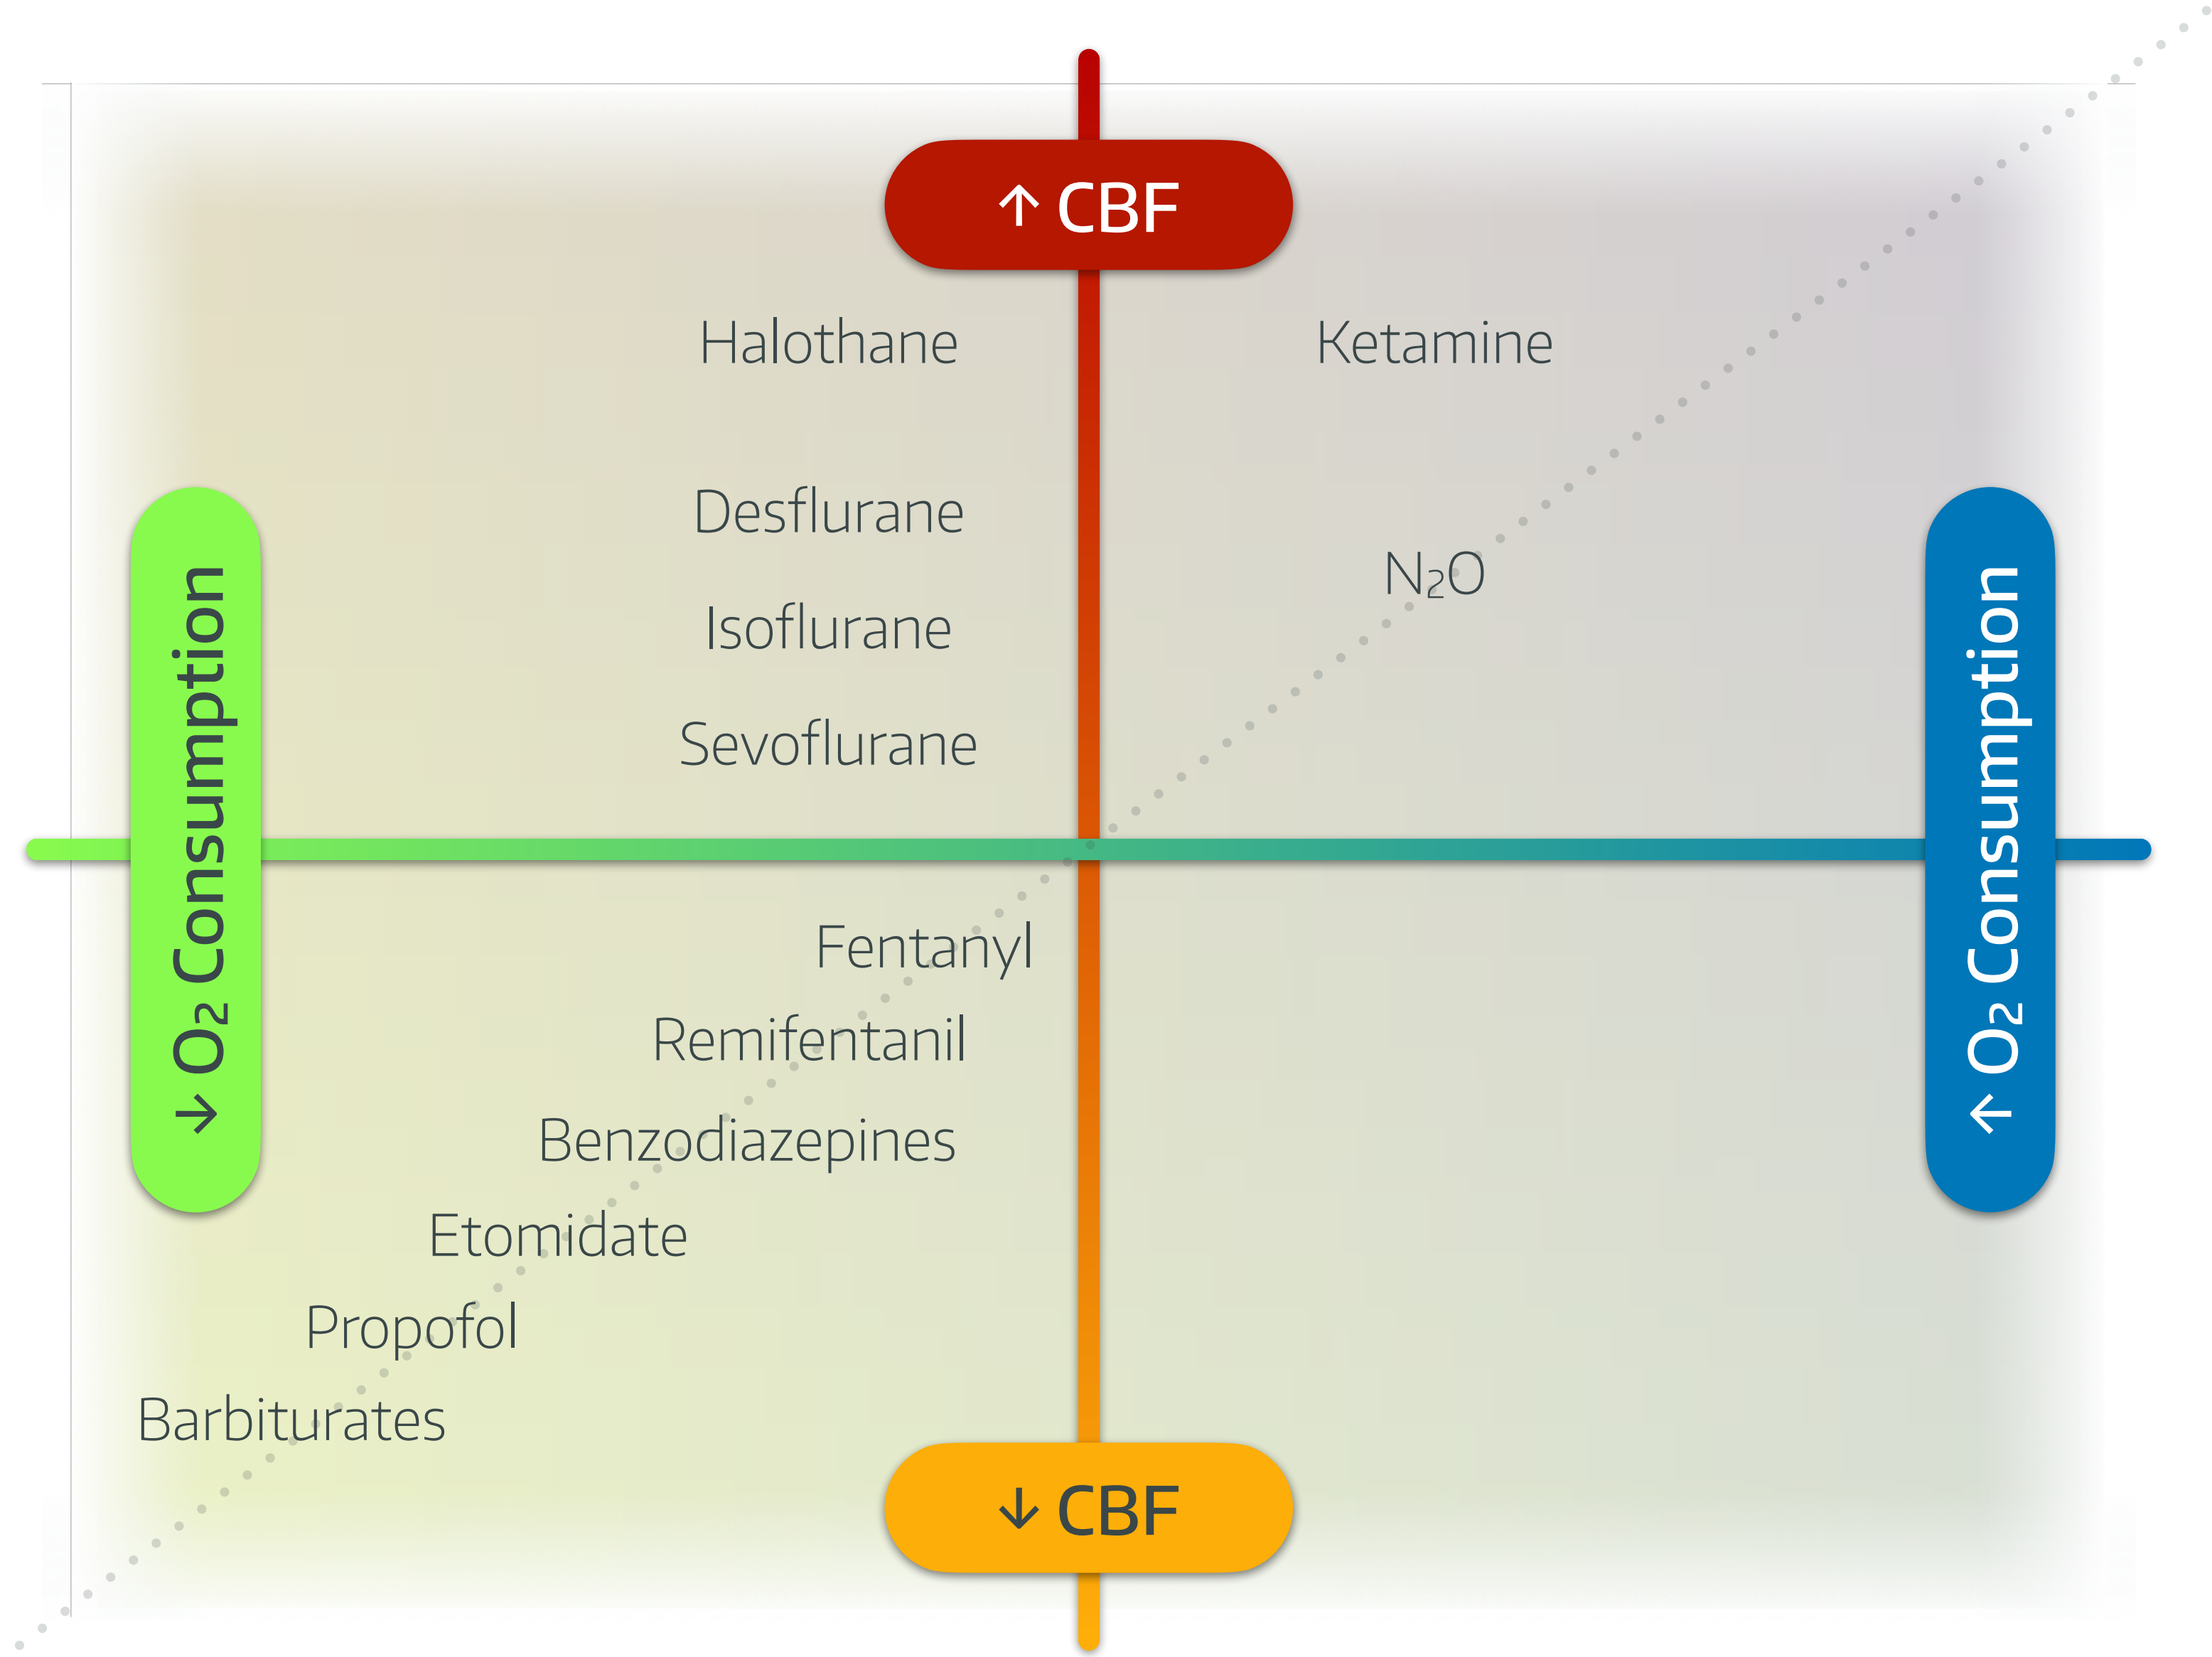 ↑ CBF
Halothane
Ketamine
Desflurane
N₂O
Isoflurane
Sevoflurane
↓ O₂ Consumption
↑ O₂ Consumption
Fentanyl
Remifentanil
Benzodiazepines
Etomidate
Propofol
Barbiturates
↓ CBF